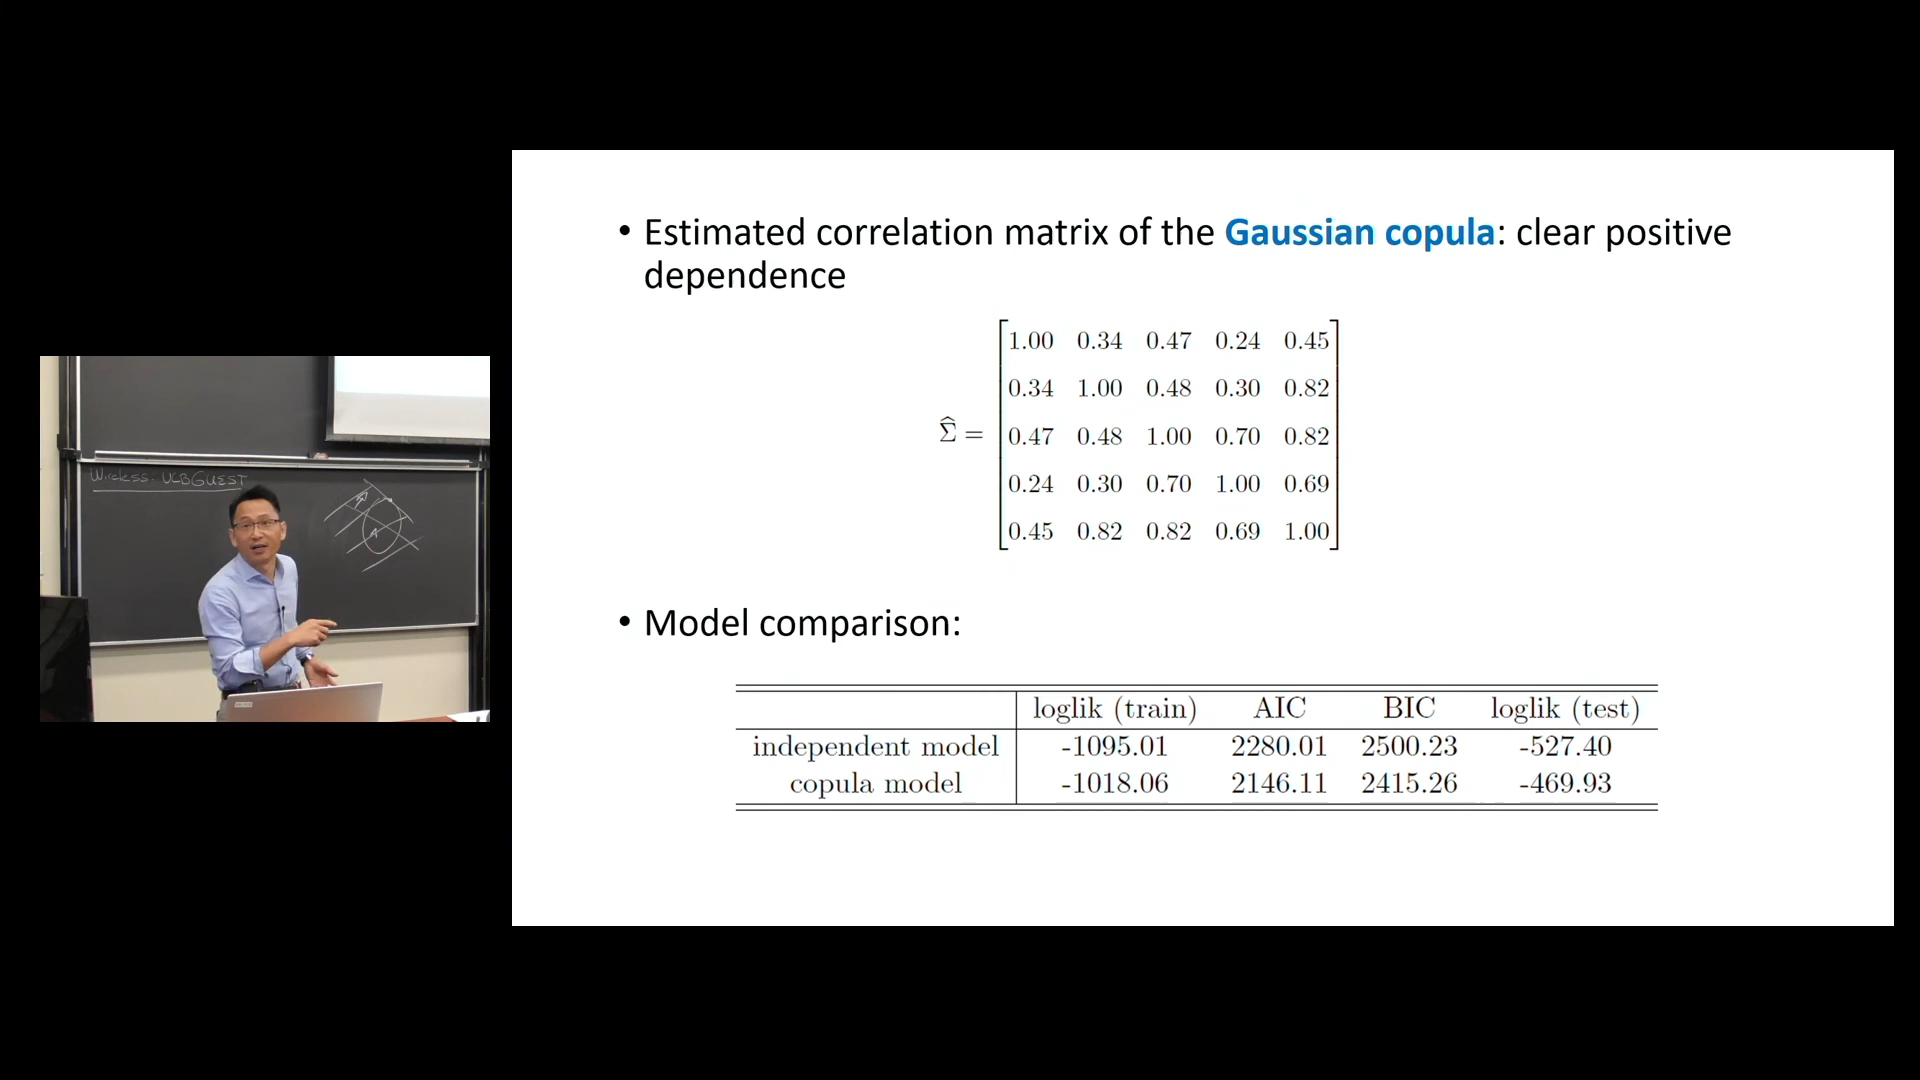 • Estimated correlation matrix of the Gaussian copula: clear positive
dependence
Σ̂ =
1.00 0.34 0.47 0.24 0.45
0.34 1.00 0.48 0.30 0.82
0.47 0.48 1.00 0.70 0.82
0.24 0.30 0.70 1.00 0.69
0.45 0.82 0.82 0.69 1.00
• Model comparison:
loglik (train) AIC BIC loglik (test)
independent model -1095.01 2280.01 2500.23 -527.40
copula model -1018.06 2146.11 2415.26 -469.93
Wireless: UCBGUEST
A